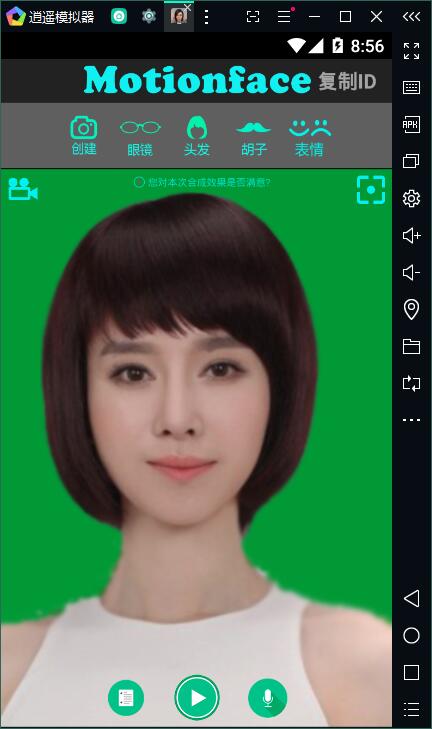 逍遥模拟器
8:56
Motionface 复制ID
创建 眼镜 头发 胡子 表情
您对本次合成效果是否满意?
APK